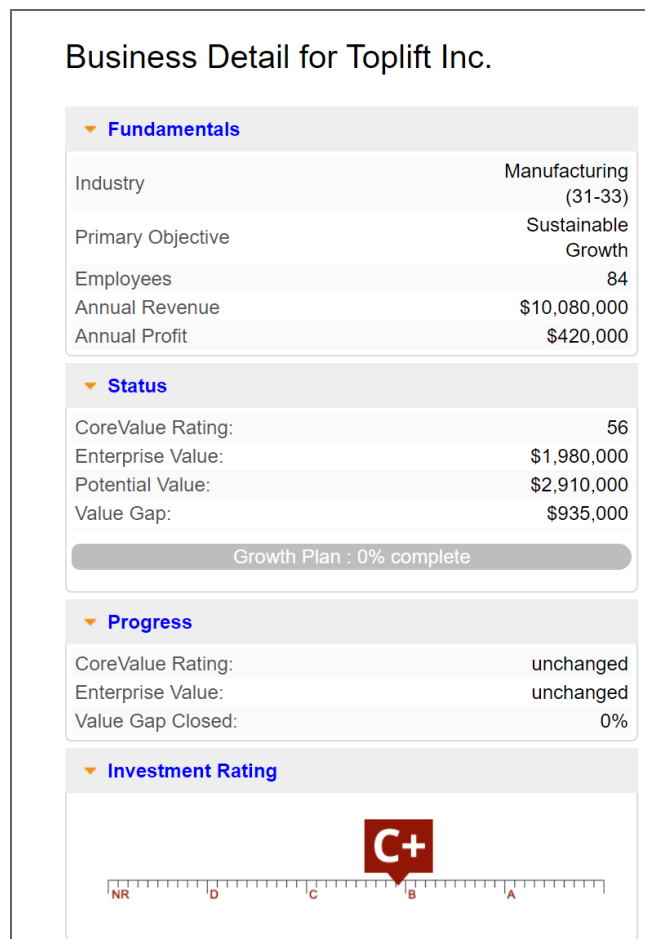 Business Detail for Toplift Inc.
Fundamentals
Industry Manufacturing
(31-33)
Primary Objective Sustainable
Growth
Employees 84
Annual Revenue $10,080,000
Annual Profit $420,000
Status
CoreValue Rating: 56
Enterprise Value: $1,980,000
Potential Value: $2,910,000
Value Gap: $935,000
Growth Plan : 0% complete
Progress
CoreValue Rating: unchanged
Enterprise Value: unchanged
Value Gap Closed: 0%
Investment Rating
C+
NR D C B A